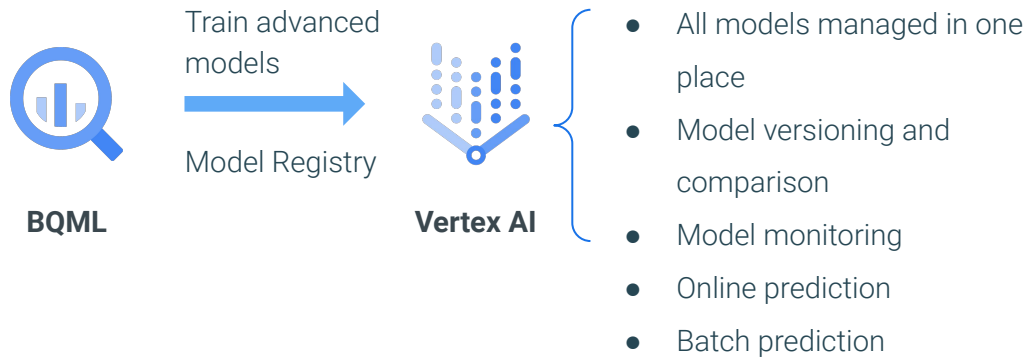 Train advanced
models
Model Registry
BQML
Vertex AI
● All models managed in one
place
● Model versioning and
comparison
● Model monitoring
● Online prediction
● Batch prediction